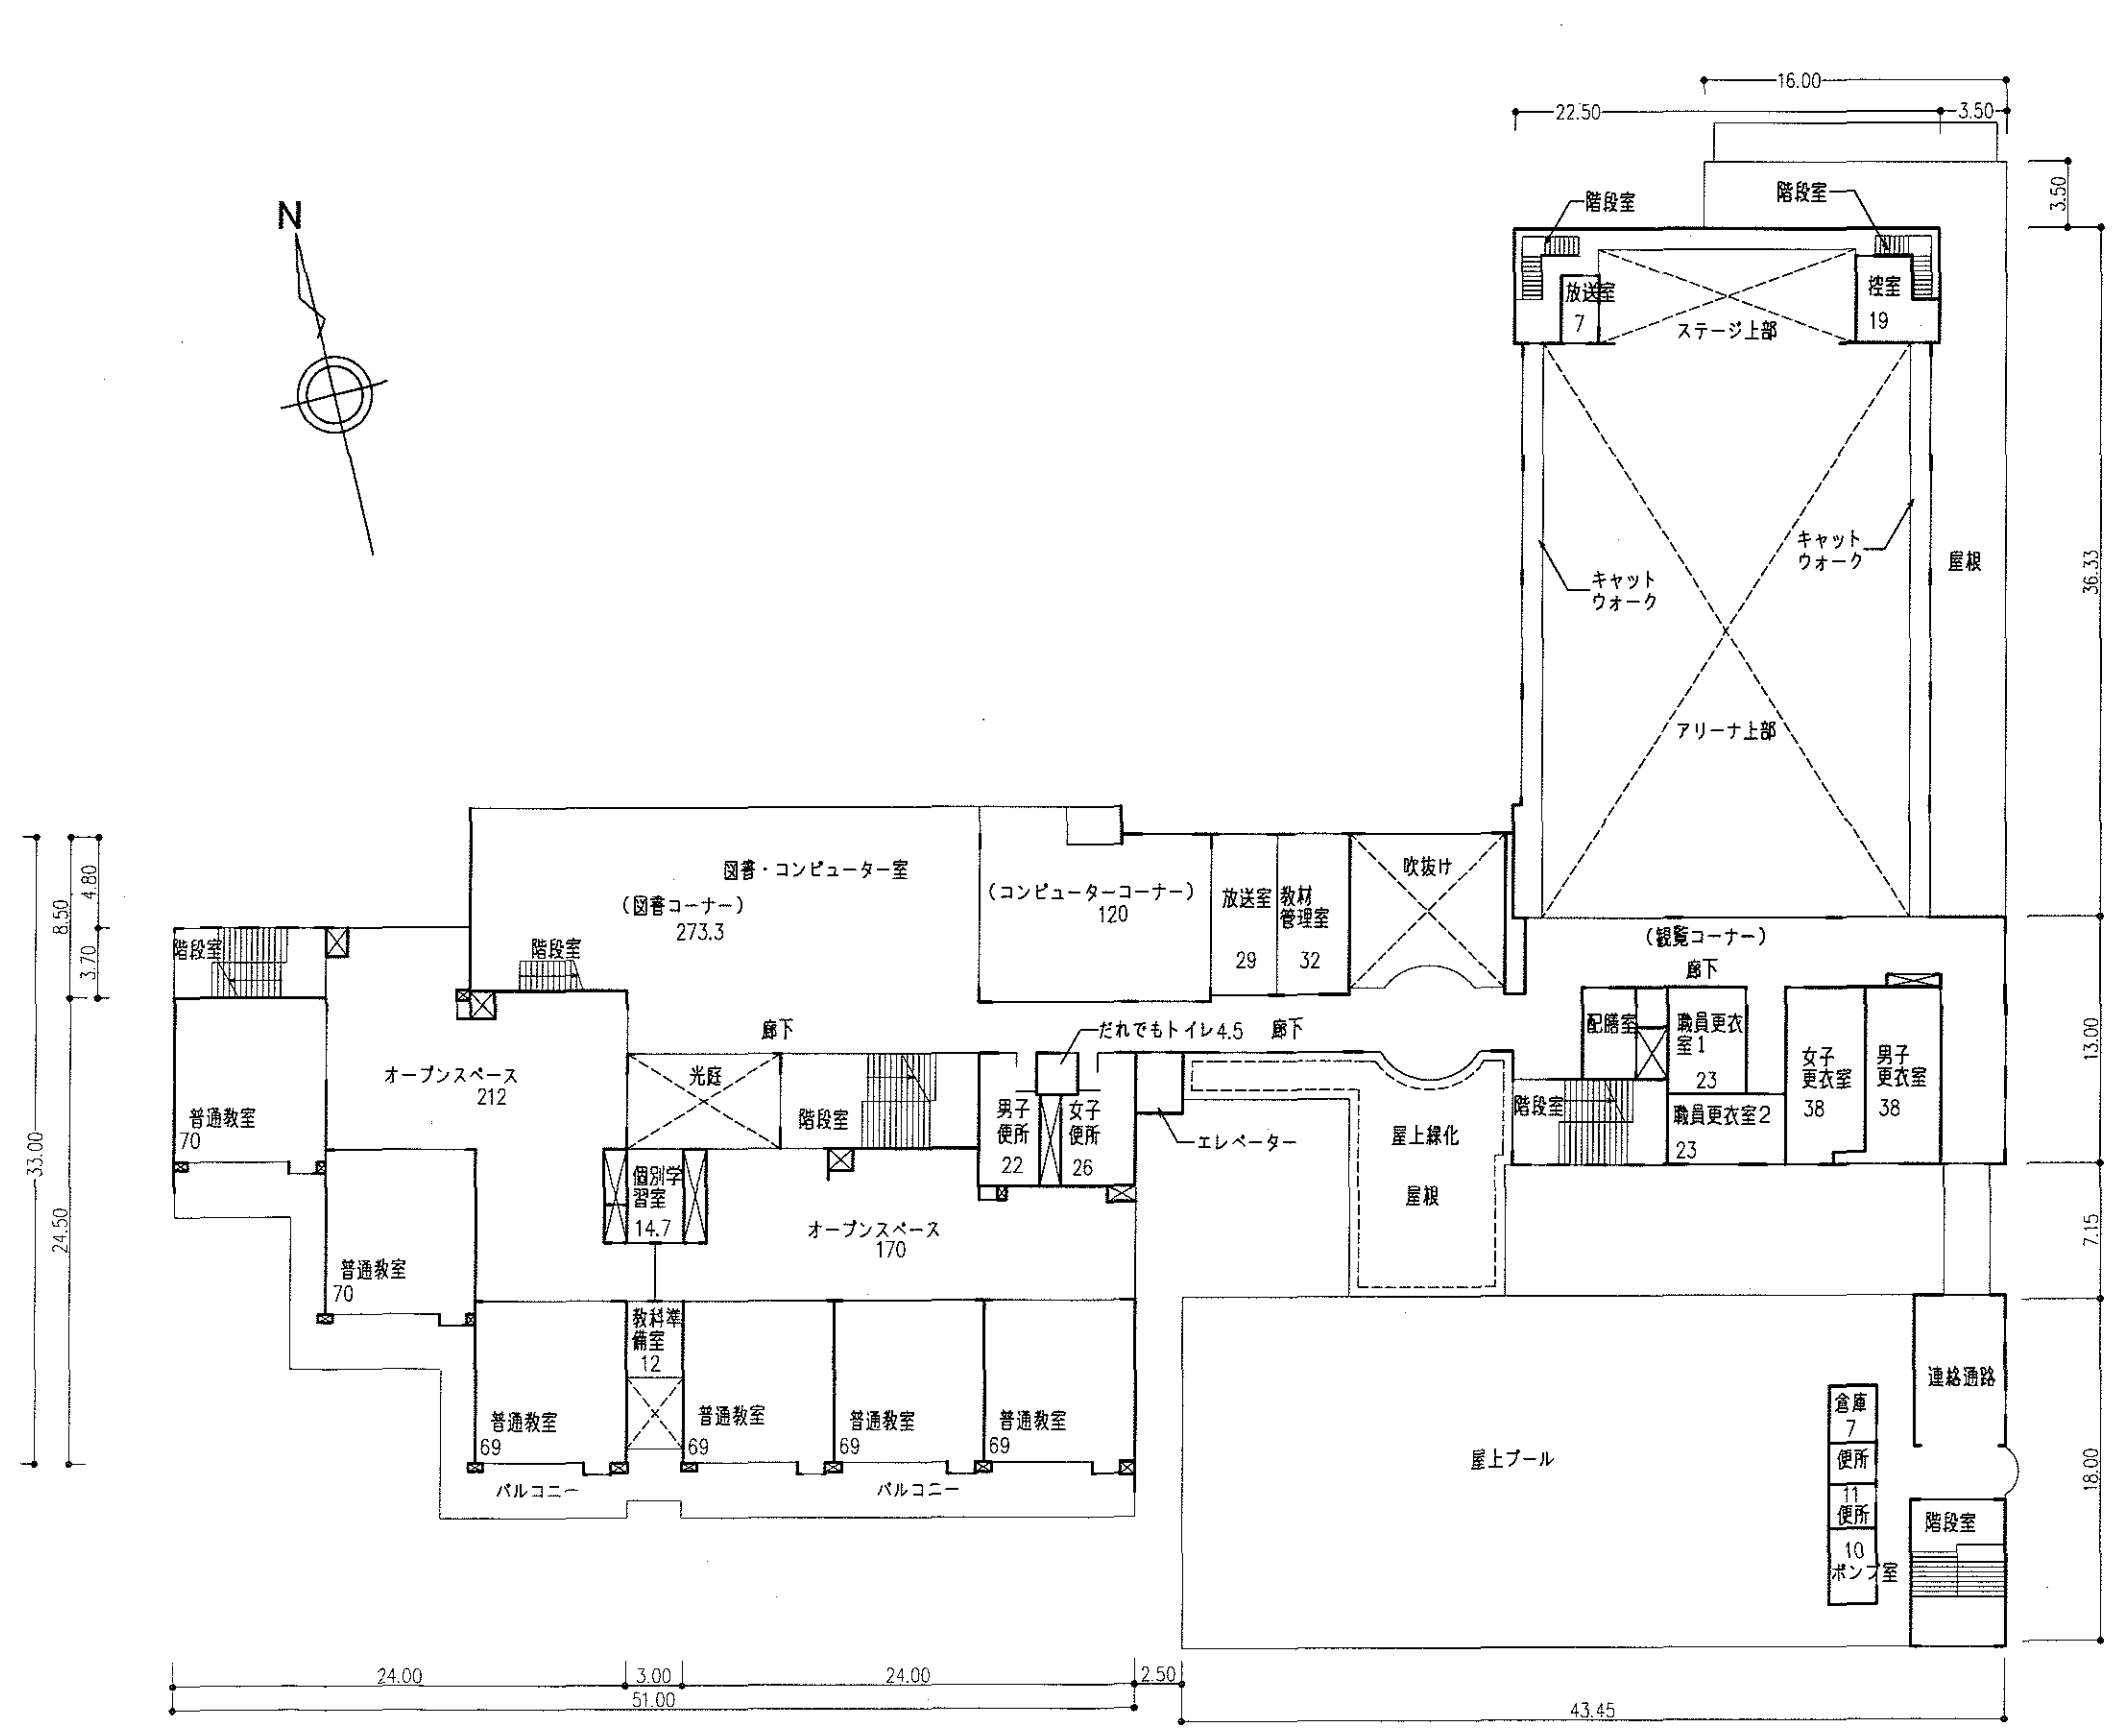 16.00
22.50
3.50
N
階段室
階段室
3.50
放送室
7
控室
19
ステージ上部
キャット
ウォーク
キャット
ウォーク
屋根
36.33
アリーナ上部
図書・コンピューター室
(図書コーナー)
273.3
(コンピューターコーナー)
120
放送室
29
教材
管理室
32
吹抜け
(観覧コーナー)
廊下
4.80
8.50
3.70
階段室
階段室
廊下
だれでもトイレ4.5
廊下
配膳室
職員更衣
室1
23
女子
更衣室
38
男子
更衣室
38
13.00
オープンスペース
212
光庭
階段室
男子
便所
22
女子
便所
26
エレベーター
屋上緑化
階段室
職員更衣室2
23
普通教室
70
33.00
24.50
個別学
習室
14.7
オープンスペース
170
屋根
7.15
普通教室
70
教科準
備室
12
連絡通路
普通教室
69
普通教室
69
普通教室
69
普通教室
69
バルコニー
バルコニー
屋上プール
倉庫
7
便所
11
便所
10
ポンプ室
階段室
18.00
24.00
3.00
24.00
2.50
51.00
43.45